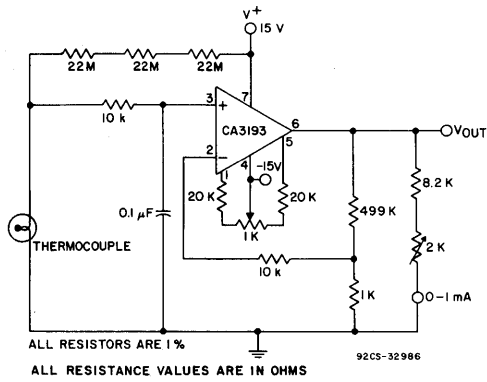 V+
15 V
22M 22M 22M
10 k
3
+
7
CA3193
6
VOUT
2
–
1
4
5
-15V
20 K
20 K
1 K
8.2 K
499 K
0.1 μF
THERMOCOUPLE
10 k
2 K
1 K
0-1 mA
ALL RESISTORS ARE 1 %
92CS-32986
ALL RESISTANCE VALUES ARE IN OHMS